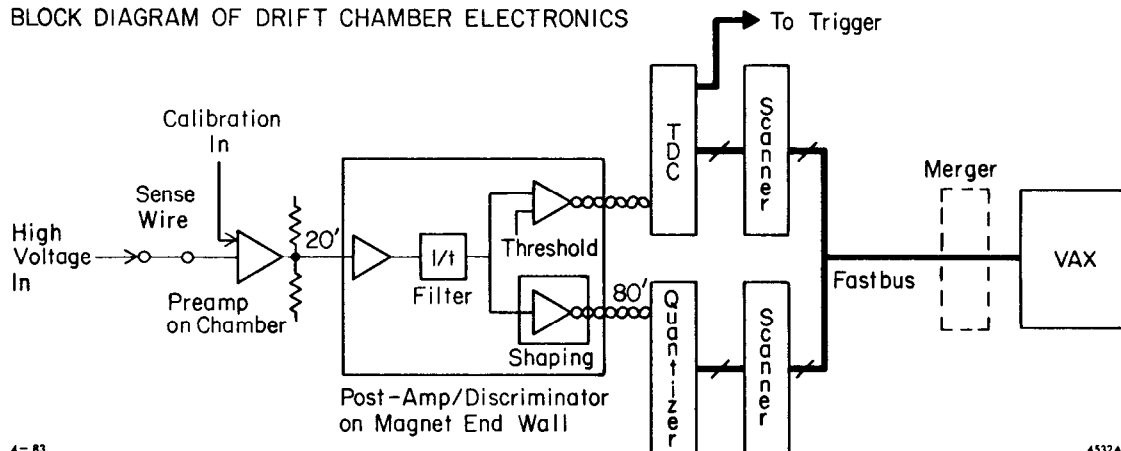 BLOCK DIAGRAM OF DRIFT CHAMBER ELECTRONICS
To Trigger
Calibration
In
Sense
Wire
High
Voltage
In
Preamp
on Chamber
20'
1/t
Filter
Threshold
Shaping
80'
Post-Amp/Discriminator
on Magnet End Wall
TDC
Scanner
Quantizer
Scanner
Fastbus
Merger
VAX
4-83
4532A